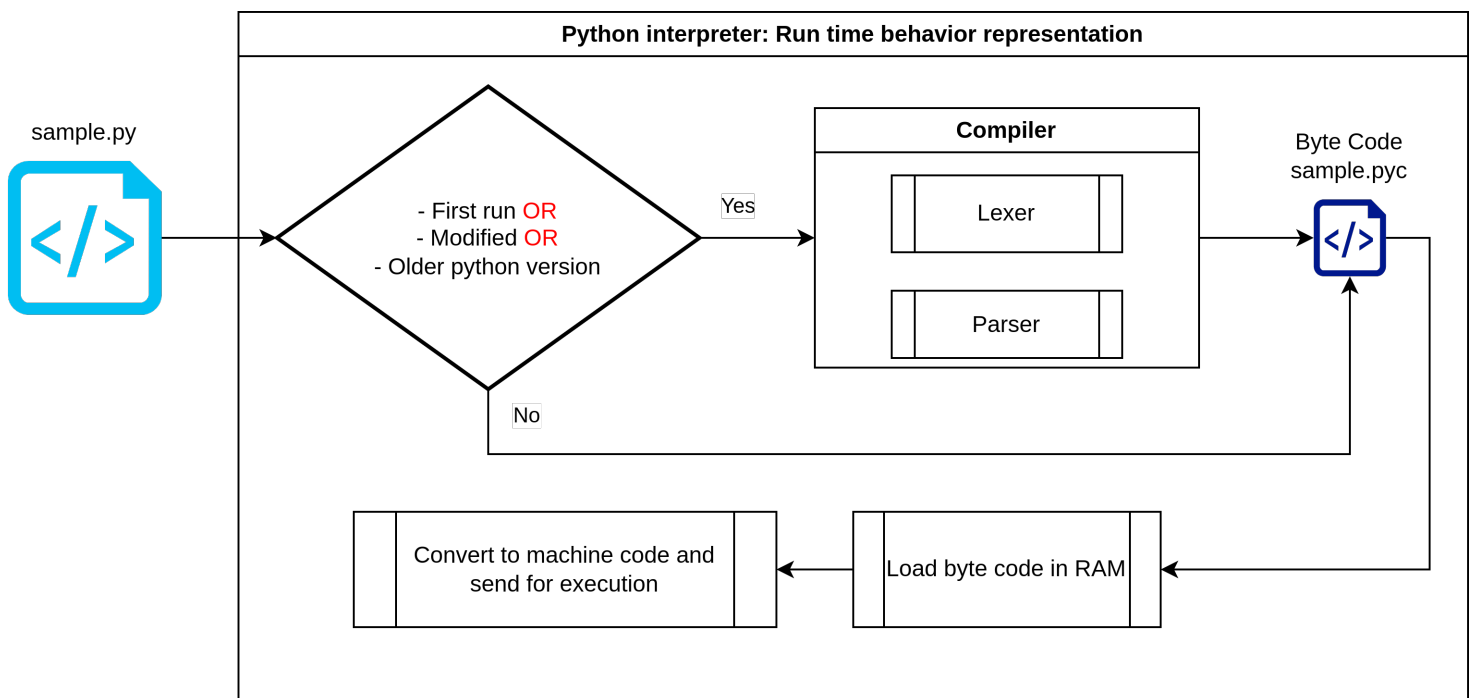 Python interpreter: Run time behavior representation
sample.py
- First run OR
- Modified OR
- Older python version
Yes
No
Compiler
Lexer
Parser
Byte Code
sample.pyc
Load byte code in RAM
Convert to machine code and
send for execution